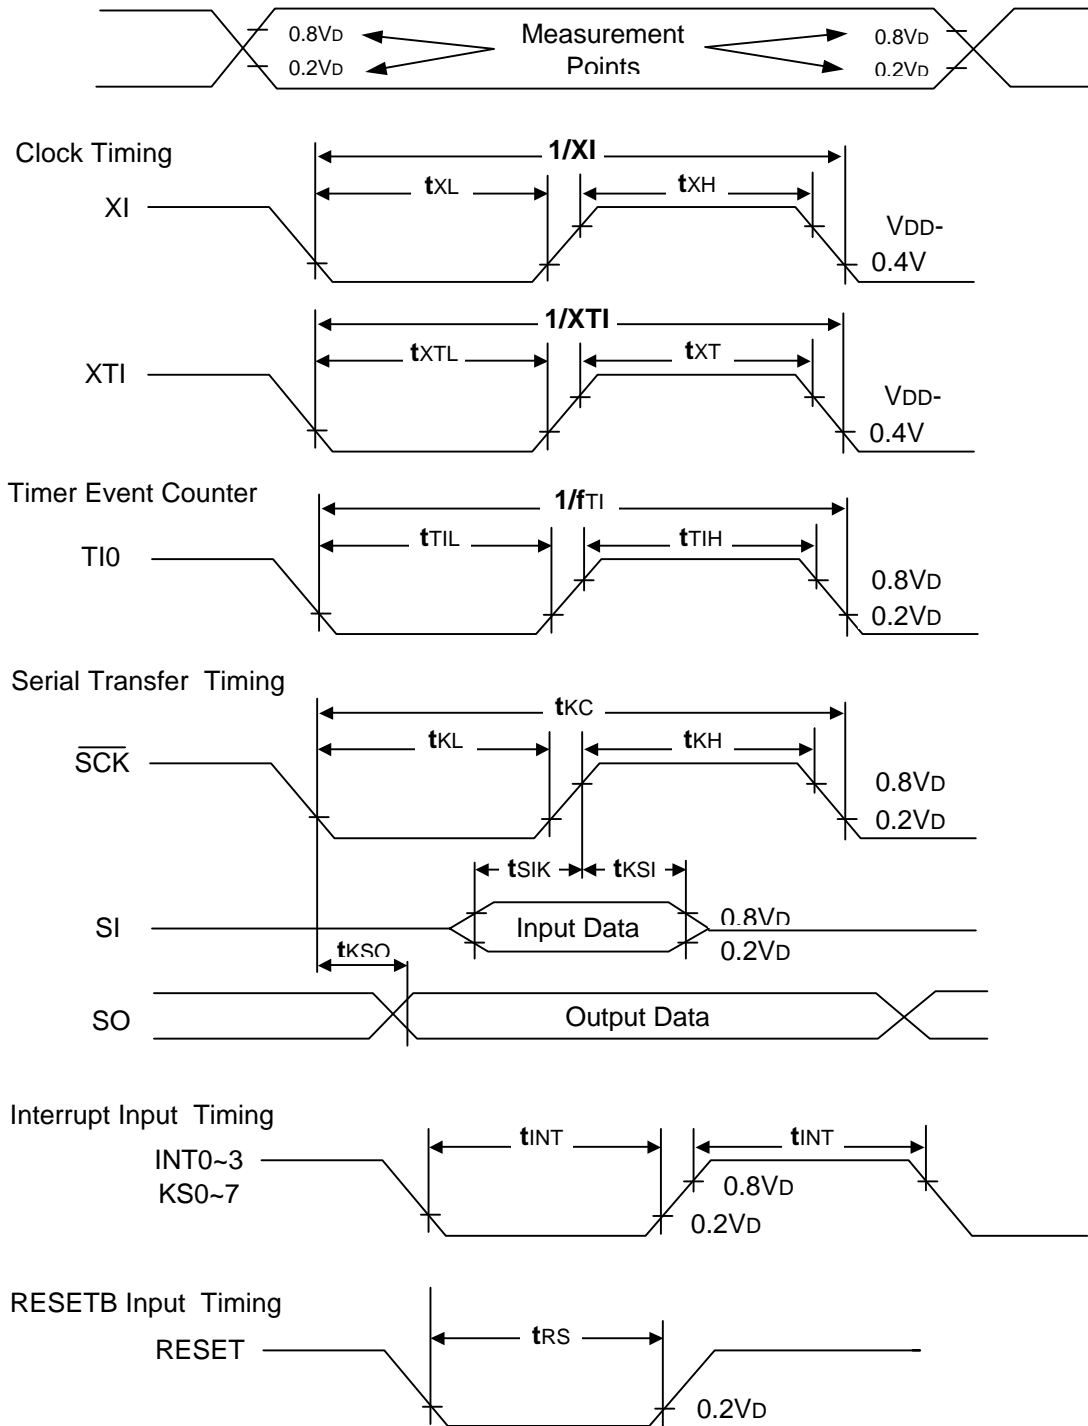 0.8VD Measurement 0.8VD
0.2VD Points 0.2VD
Clock Timing
1/XI
tXL tXH
XI
VDD-
0.4V
1/XTI
tXTL tXT
XTI
VDD-
0.4V
Timer Event Counter
1/fTI
tTIL tTIH
TI0
0.8VD
0.2VD
Serial Transfer Timing
tKC
tKL tKH
SCK
0.8VD
0.2VD
tSIK tKSI
SI Input Data 0.8VD
0.2VD
tKSO
SO Output Data
Interrupt Input Timing
tINT tINT
INT0~3
KS0~7 0.8VD
0.2VD
RESETB Input Timing
tRS
RESET
0.2VD